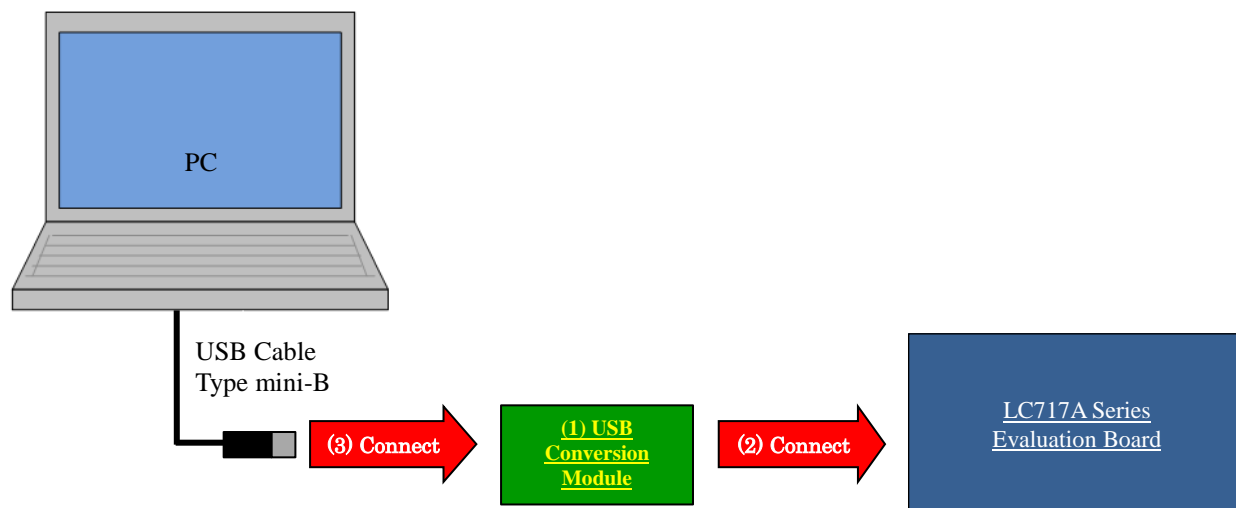 PC
USB Cable
Type mini-B
(3) Connect
(1) USB
Conversion
Module
(2) Connect
LC717A Series
Evaluation Board